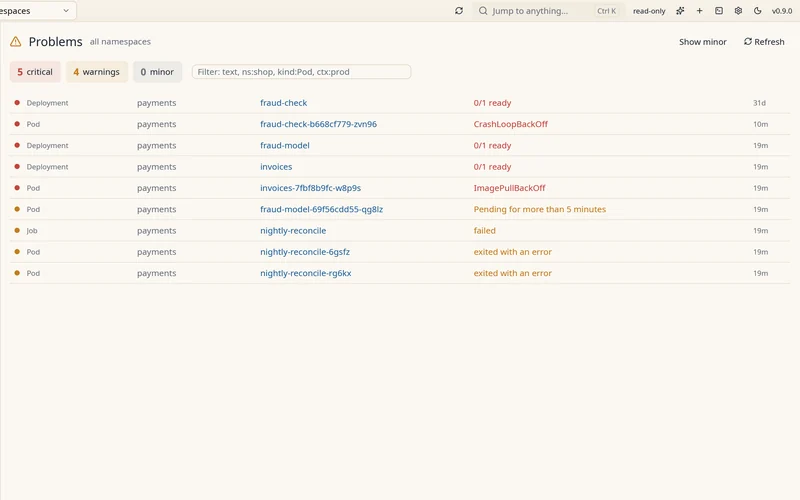 espaces Jump to anything... Ctrl K read-only v0.9.0
Problems all namespaces Show minor Refresh
5 critical 4 warnings 0 minor Filter: text, ns:shop, kind:Pod, ctx:prod
Deployment payments fraud-check 0/1 ready 31d
Pod payments fraud-check-b668cf779-zvn96 CrashLoopBackOff 10m
Deployment payments fraud-model 0/1 ready 19m
Deployment payments invoices 0/1 ready 19m
Pod payments invoices-7fbf8b9fc-w8p9s ImagePullBackOff 19m
Pod payments fraud-model-69f56cdd55-qg8lz Pending for more than 5 minutes 19m
Job payments nightly-reconcile failed 19m
Pod payments nightly-reconcile-6gsfz exited with an error 19m
Pod payments nightly-reconcile-rg6kx exited with an error 19m